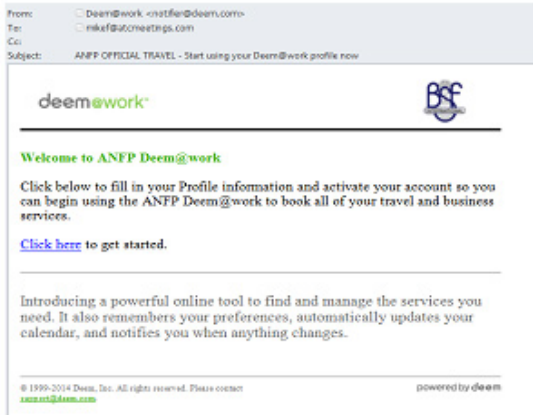 From: Deem@work <notifier@deem.com>
To: mikef@atcmeetings.com
Cc:
Subject: ANFP OFFICIAL TRAVEL - Start using your Deem@work profile now
deem@work
BSF
Welcome to ANFP Deem@work
Click below to fill in your Profile information and activate your account so you
can begin using the ANFP Deem@work to book all of your travel and business
services.
Click here to get started.
Introducing a powerful online tool to find and manage the services you
need. It also remembers your preferences, automatically updates your
calendar, and notifies you when anything changes.
© 1999-2014 Deem, Inc. All rights reserved. Please contact
support@deem.com
powered by deem